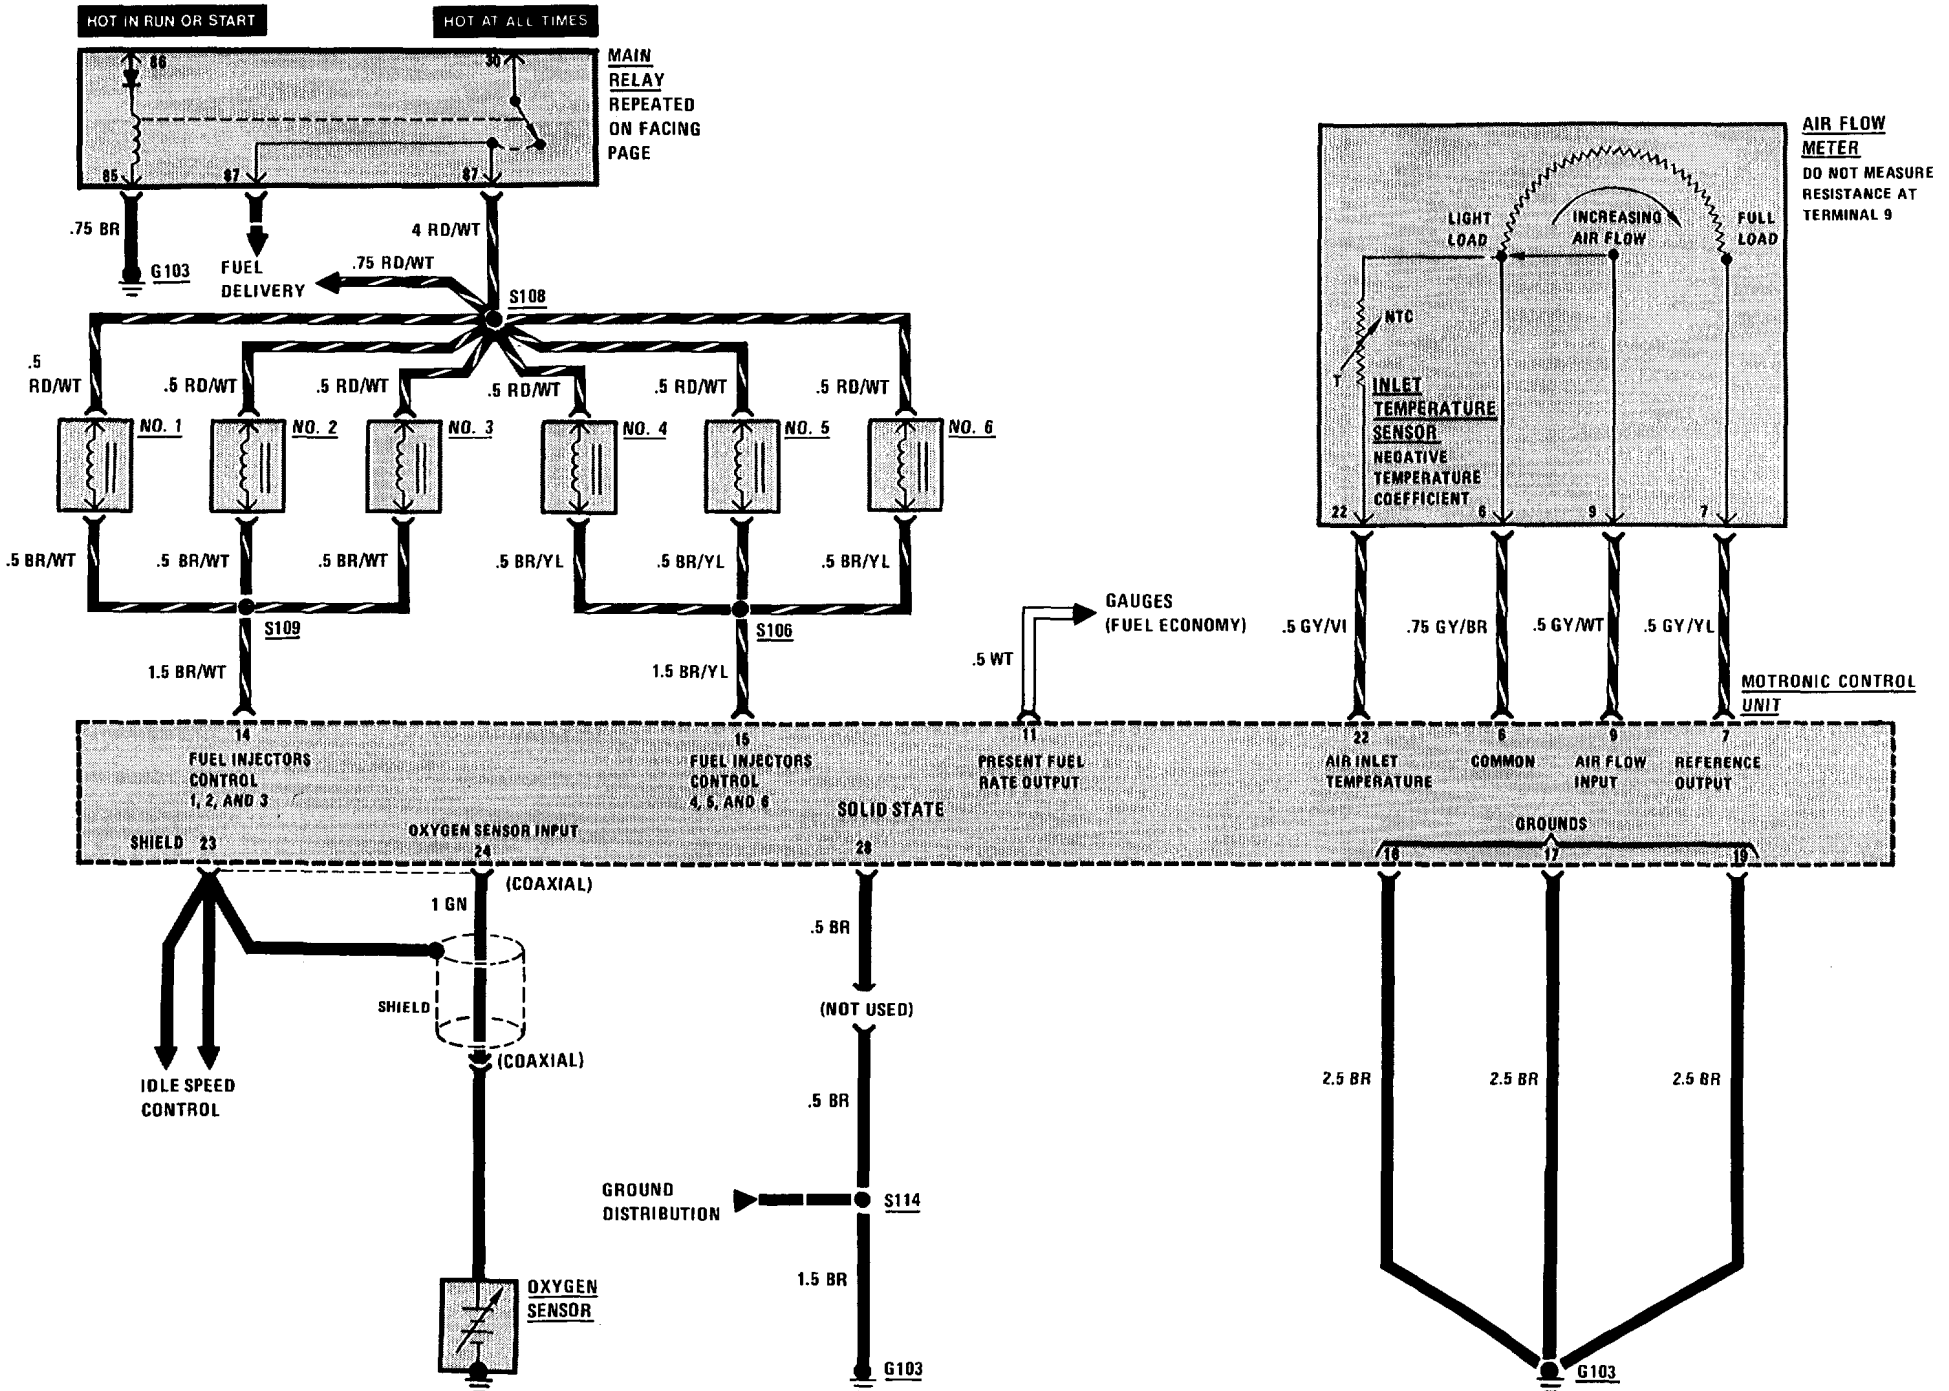 HOT IN RUN OR START
HOT AT ALL TIMES
86
30
MAIN
RELAY
REPEATED
ON FACING
PAGE
85
87
87
.75 BR
G103
FUEL
DELIVERY
4 RD/WT
.75 RD/WT
S108
.5
RD/WT
.5 RD/WT
.5 RD/WT
.5 RD/WT
.5 RD/WT
.5 RD/WT
NO. 1
NO. 2
NO. 3
NO. 4
NO. 5
NO. 6
.5 BR/WT
.5 BR/WT
.5 BR/WT
.5 BR/YL
.5 BR/YL
.5 BR/YL
S109
S106
1.5 BR/WT
1.5 BR/YL
AIR FLOW
METER
DO NOT MEASURE
RESISTANCE AT
TERMINAL 9
LIGHT
LOAD
INCREASING
AIR FLOW
FULL
LOAD
NTC
T
INLET
TEMPERATURE
SENSOR
NEGATIVE
TEMPERATURE
COEFFICIENT
22
6
9
7
GAUGES
(FUEL ECONOMY)
.5 WT
.5 GY/VI
.75 GY/BR
.5 GY/WT
.5 GY/YL
MOTRONIC CONTROL
UNIT
14
FUEL INJECTORS
CONTROL
1, 2, AND 3
15
FUEL INJECTORS
CONTROL
4, 5, AND 6
11
PRESENT FUEL
RATE OUTPUT
22
AIR INLET
TEMPERATURE
6
COMMON
9
AIR FLOW
INPUT
7
REFERENCE
OUTPUT
SOLID STATE
SHIELD 23
OXYGEN SENSOR INPUT
24
28
GROUNDS
16
17
19
(COAXIAL)
1 GN
SHIELD
(COAXIAL)
IDLE SPEED
CONTROL
OXYGEN
SENSOR
.5 BR
(NOT USED)
.5 BR
GROUND
DISTRIBUTION
S114
1.5 BR
G103
2.5 BR
2.5 BR
2.5 BR
G103